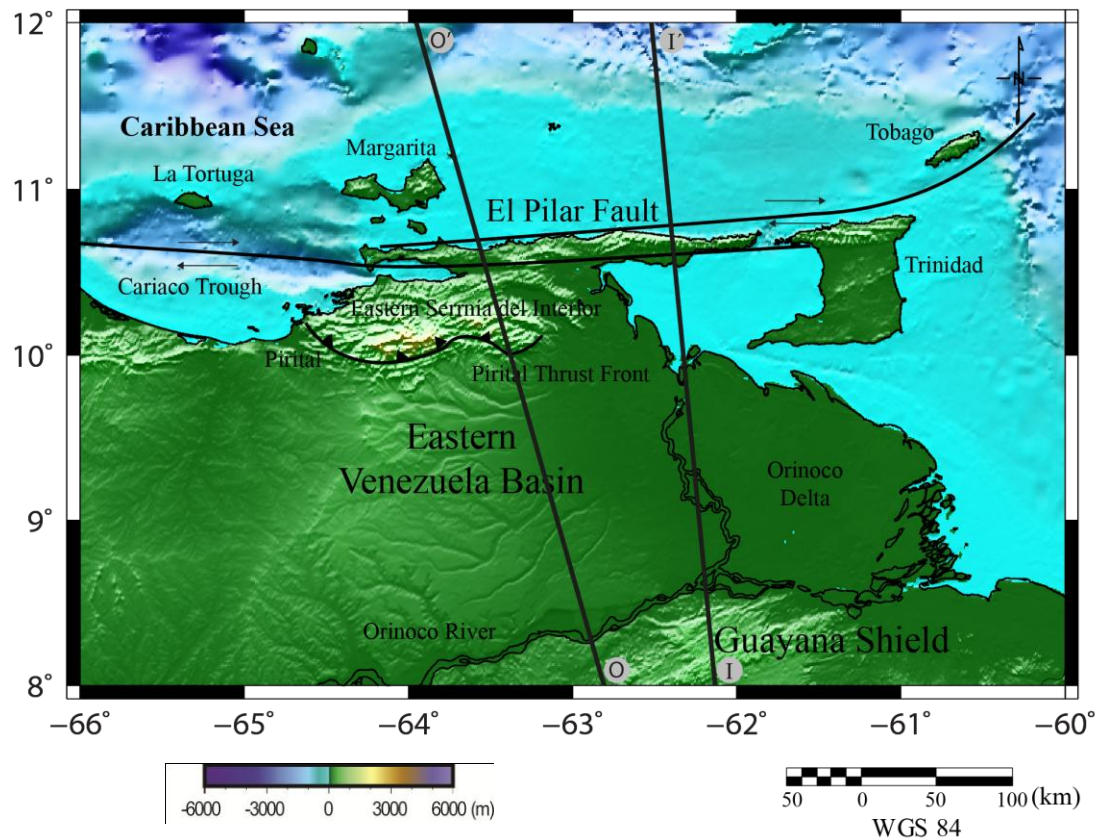 12°
O′
I′
N
Caribbean Sea
Tobago
Margarita
La Tortuga
11°
El Pilar Fault
Trinidad
Cariaco Trough
Eastern Serrnía del Interior
10°
Pirital
Pirital Thrust Front
Eastern
Venezuela Basin
Orinoco
Delta
9°
Orinoco River
Guayana Shield
O
I
8°
−66° −65° −64° −63° −62° −61° −60°
-6000 -3000 0 3000 6000 (m)
50 0 50 100 (km)
WGS 84